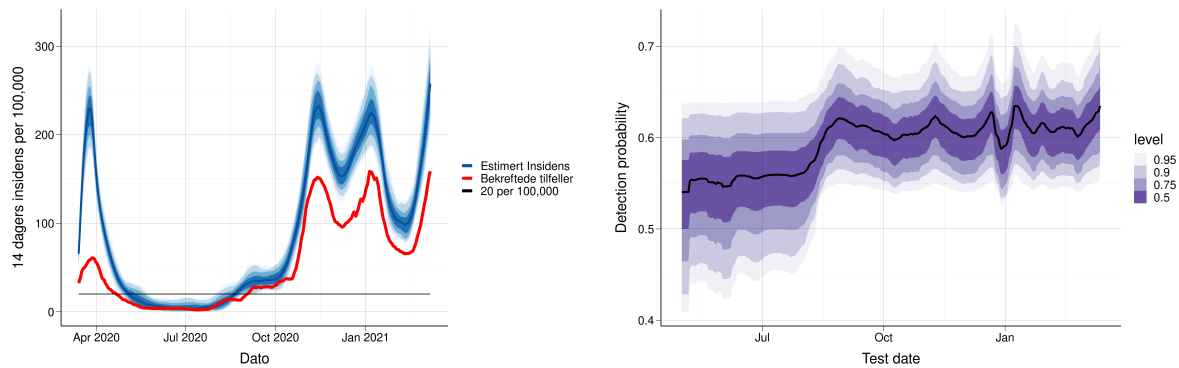 14 dagers insidens per 100,000
300
200
100
0
Apr 2020
Jul 2020
Oct 2020
Jan 2021
Dato
Estimert Insidens
Bekreftede tilfeller
20 per 100,000
Detection probability
0.7
0.6
0.5
0.4
Jul
Oct
Jan
Test date
level
0.95
0.9
0.75
0.5